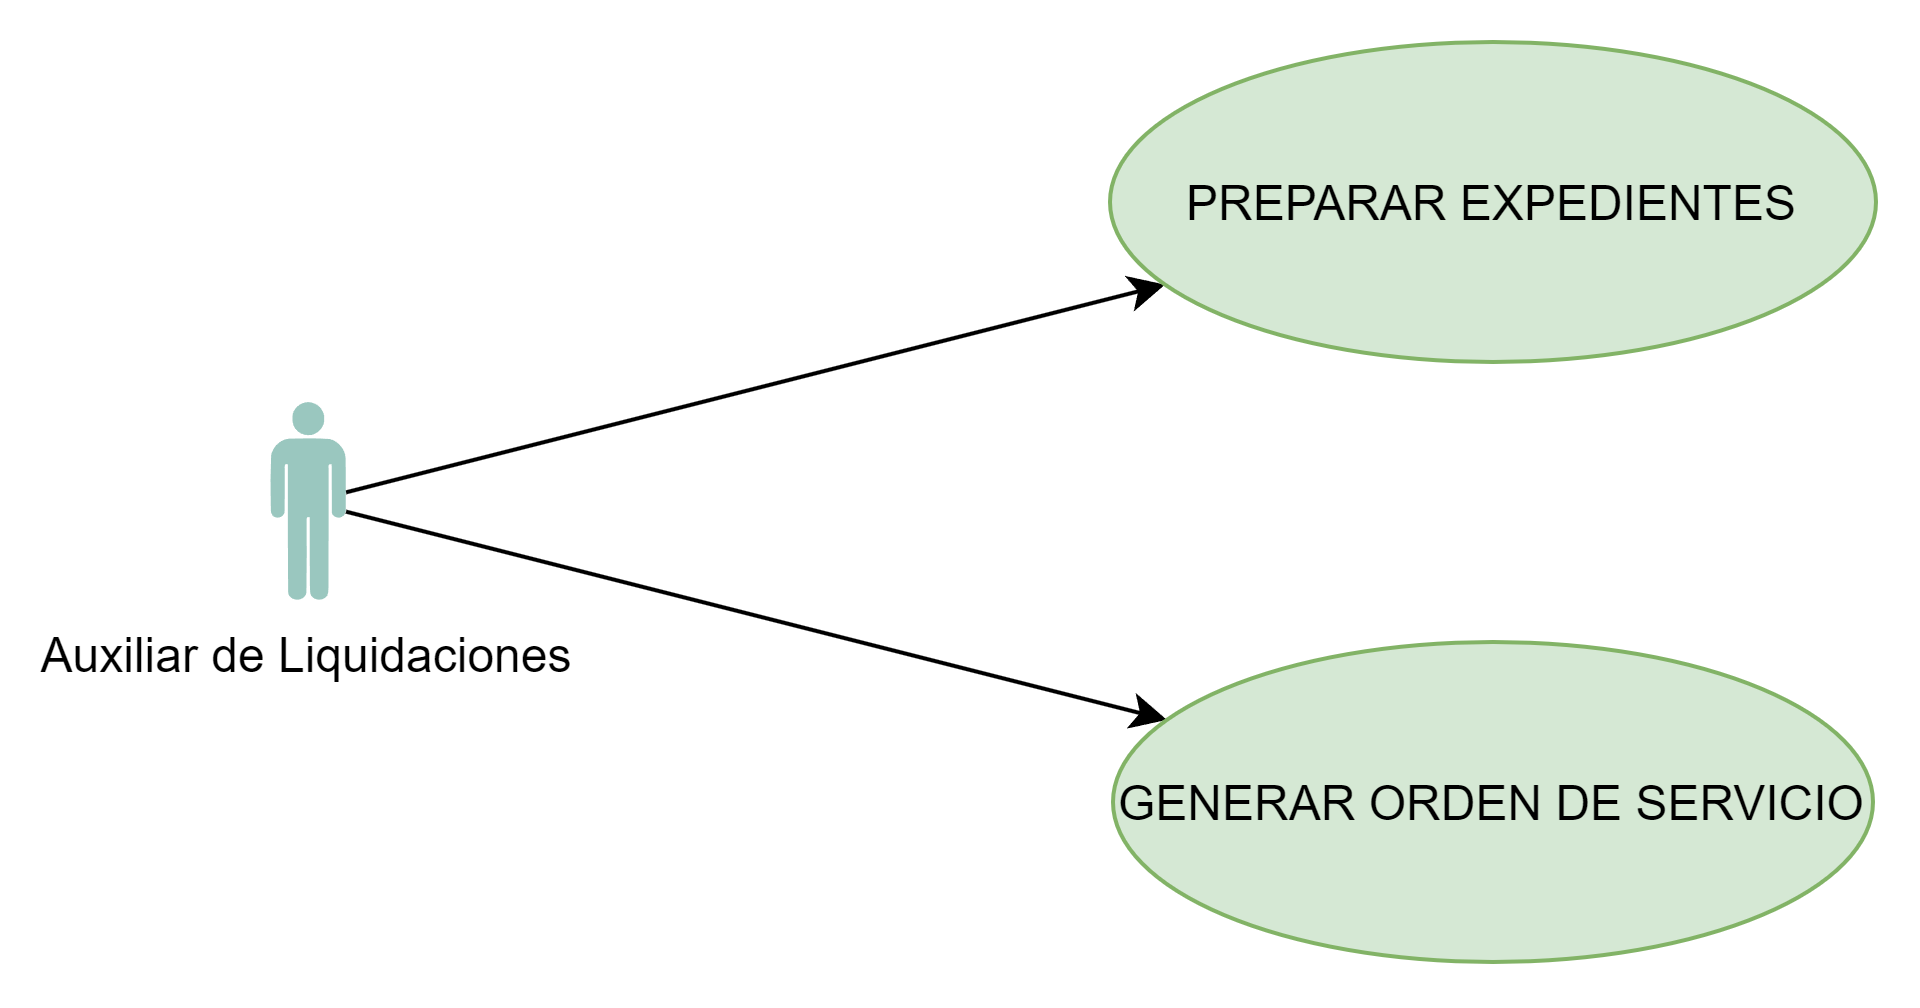 PREPARAR EXPEDIENTES
Auxiliar de Liquidaciones
GENERAR ORDEN DE SERVICIO